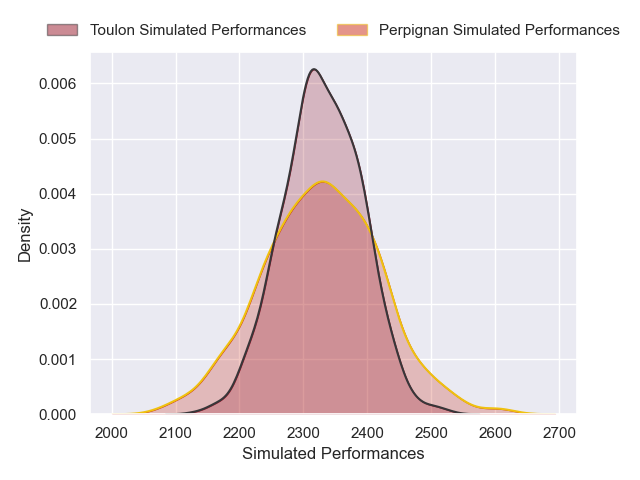 Toulon Simulated Performances Perpignan Simulated Performances
0.006
0.005
0.004
0.003
0.002
0.001
0.000
Density
2000 2100 2200 2300 2400 2500 2600 2700
Simulated Performances